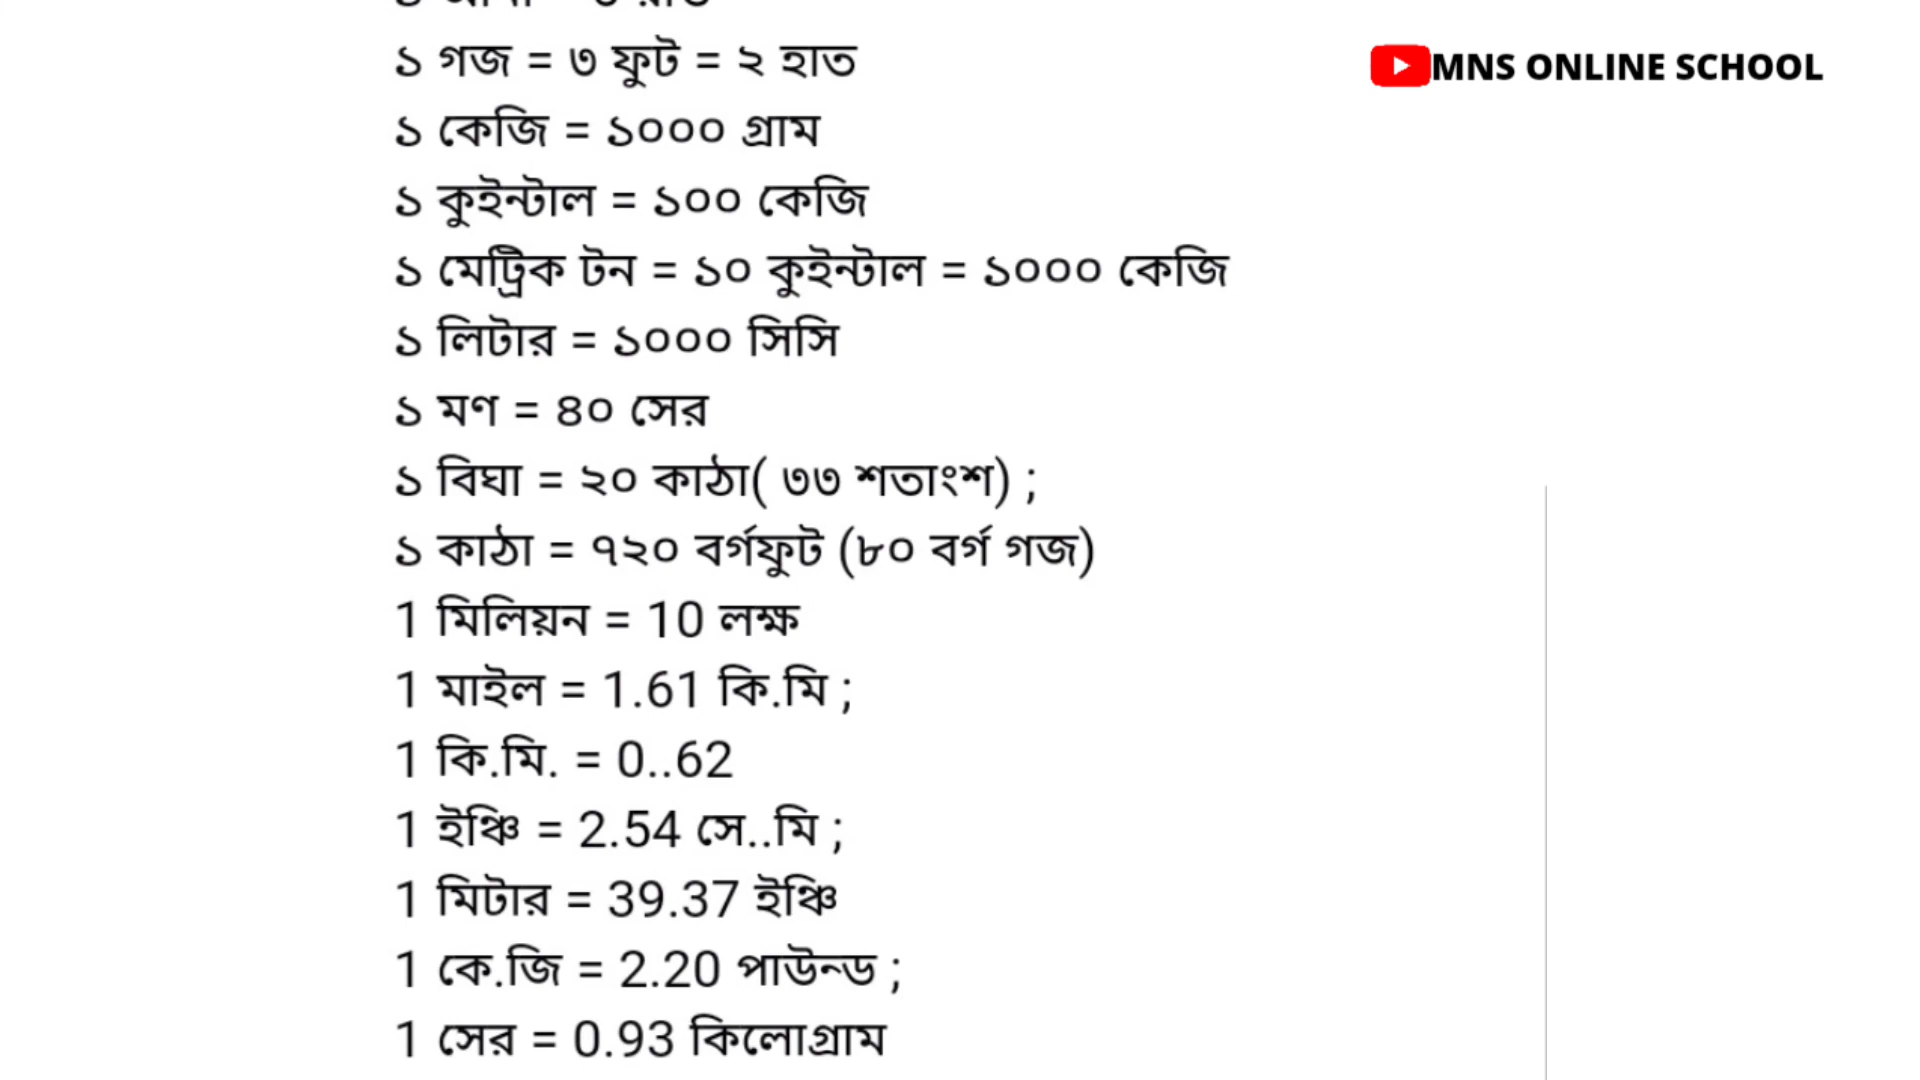 ১ গজ = ৩ ফুট = ২ হাত
MNS ONLINE SCHOOL
১ কেজি = ১০০০ গ্রাম
১ কুইন্টাল = ১০০ কেজি
১ মেট্রিক টন = ১০ কুইন্টাল = ১০০০ কেজি
১ লিটার = ১০০০ সিসি
১ মণ = ৪০ সের
১ বিঘা = ২০ কাঠা( ৩৩ শতাংশ) ;
১ কাঠা = ৭২০ বর্গফুট (৮০ বর্গ গজ)
1 মিলিয়ন = 10 লক্ষ
1 মাইল = 1.61 কি.মি ;
1 কি.মি. = 0..62
1 ইঞ্চি = 2.54 সে..মি ;
1 মিটার = 39.37 ইঞ্চি
1 কে.জি = 2.20 পাউন্ড ;
1 সের = 0.93 কিলোগ্রাম